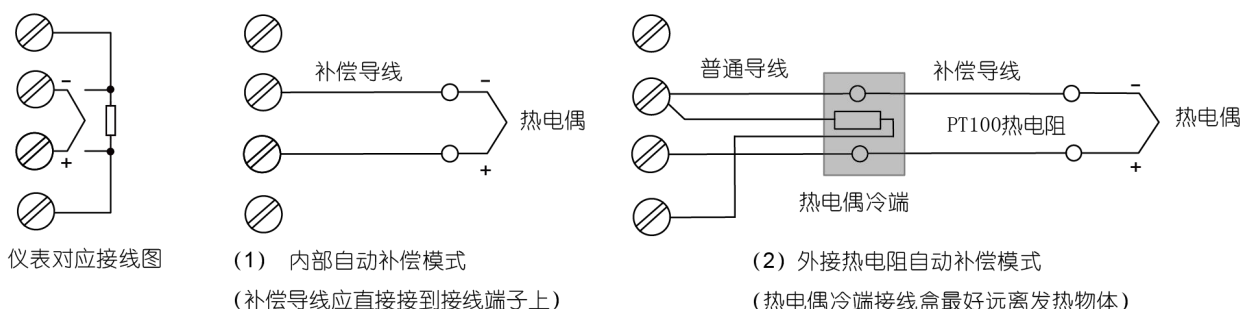 普通导线
补偿导线
补偿导线
−
−
−
热电偶
热电偶
PT100热电阻
+
+
+
热电偶冷端
仪表对应接线图
(1) 内部自动补偿模式
(2) 外接热电阻自动补偿模式
(补偿导线应直接接到接线端子上)
(热电偶冷端接线盒最好远离发热物体)